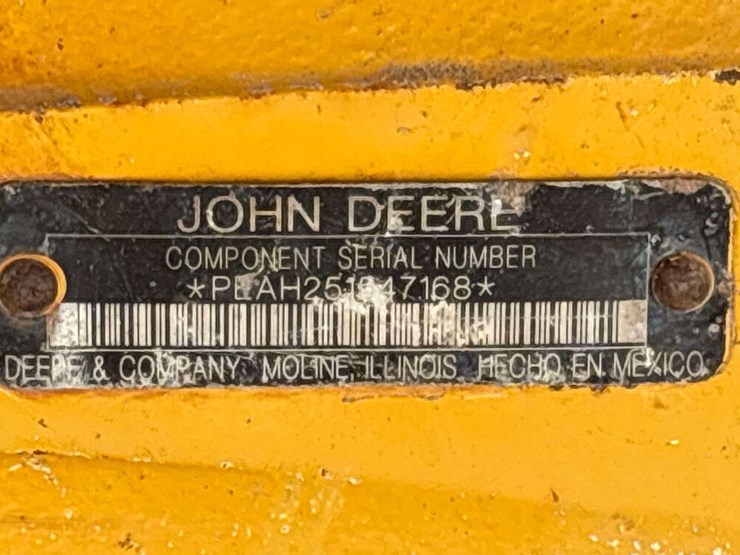 JOHN DEERE
COMPONENT SERIAL NUMBER
DEERE & COMPANY MOLINE, ILLINOIS HECHO EN MEXICO